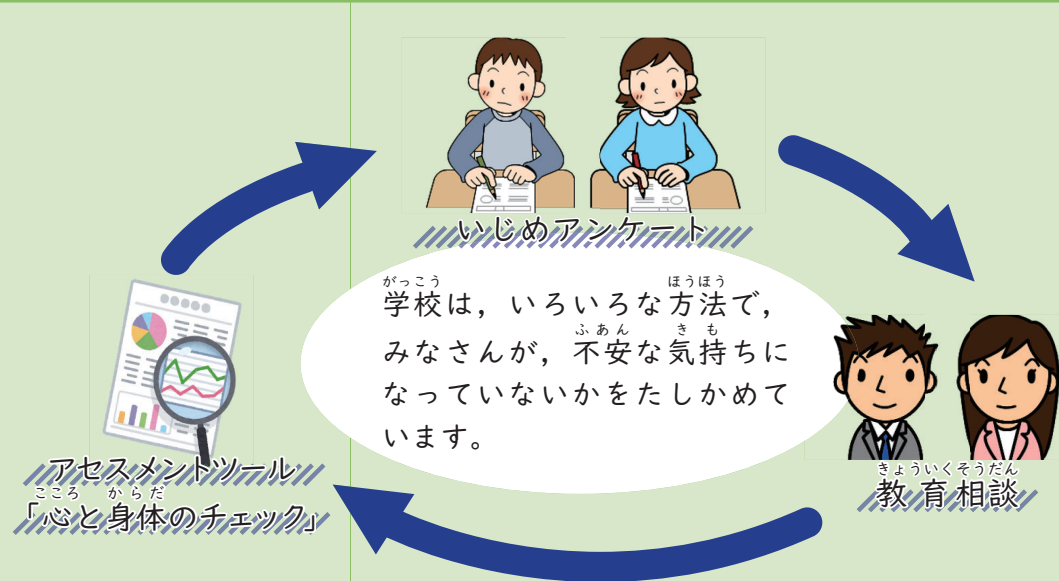 いじめアンケート
がっこう ほうほう
学校は，いろいろな方法で，
ふあん き も
みなさんが，不安な気持ちに
なっていないかをたしかめて
います。
きょういくそうだん
教育相談
アセスメントツール
こころ からだ
「心と身体のチェック」